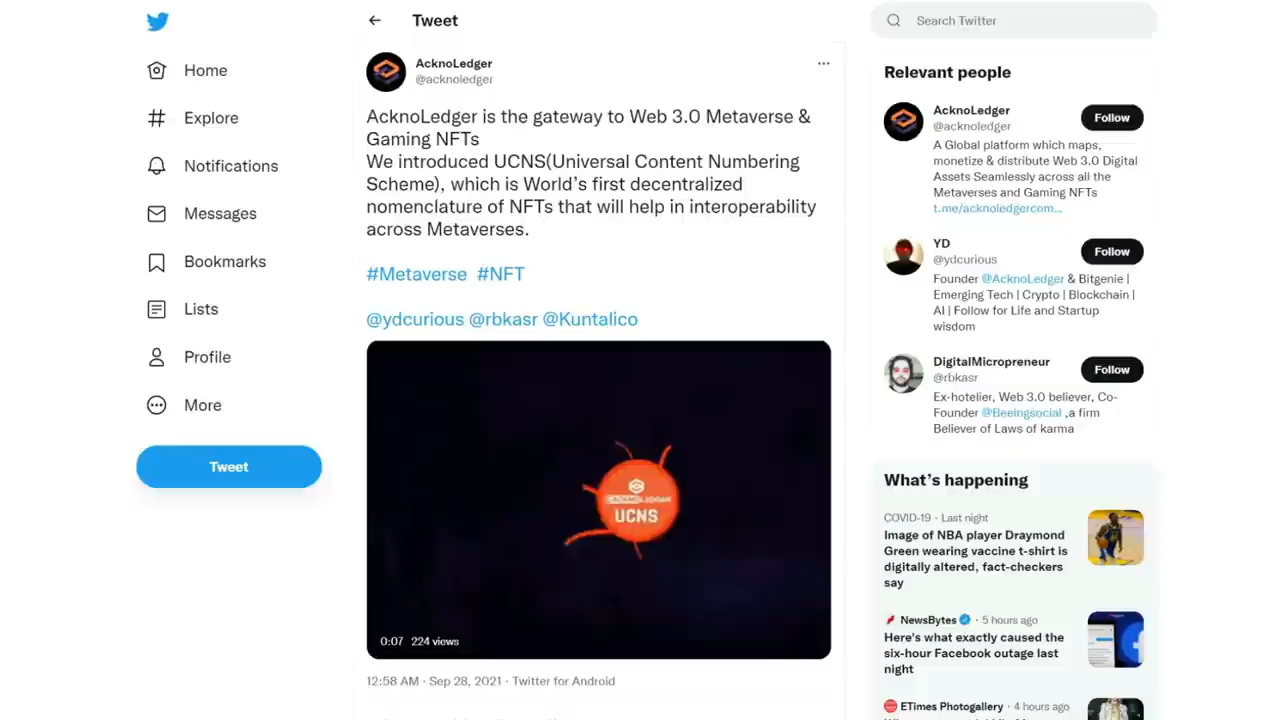 Home
Explore
Notifications
Messages
Bookmarks
Lists
Profile
More
Tweet
Tweet
AcknoLedger
@acknoledger
AcknoLedger is the gateway to Web 3.0 Metaverse &
Gaming NFTs
We introduced UCNS(Universal Content Numbering
Scheme), which is World's first decentralized
nomenclature of NFTs that will help in interoperability
across Metaverses.
#Metaverse #NFT
@ydcurious @rbkasr @Kuntalico
UCNS
0:07 224 views
12:58 AM · Sep 28, 2021 · Twitter for Android
Search Twitter
Relevant people
AcknoLedger
@acknoledger
Follow
A Global platform which maps,
monetize & distribute Web 3.0 Digital
Assets Seamlessly across all the
Metaverses and Gaming NFTs
t.me/acknoledgercom...
YD
@ydcurious
Follow
Founder @AcknoLedger & Bitgenie |
Emerging Tech | Crypto | Blockchain |
AI | Follow for Life and Startup
wisdom
DigitalMicropreneur
@rbkasr
Follow
Ex-hotelier, Web 3.0 believer, Co-
Founder @Beeingsocial ,a firm
Believer of Laws of karma
What's happening
COVID-19 · Last night
Image of NBA player Draymond
Green wearing vaccine t-shirt is
digitally altered, fact-checkers
say
NewsBytes · 5 hours ago
Here's what exactly caused the
six-hour Facebook outage last
night
ETimes Photogallery · 4 hours ago